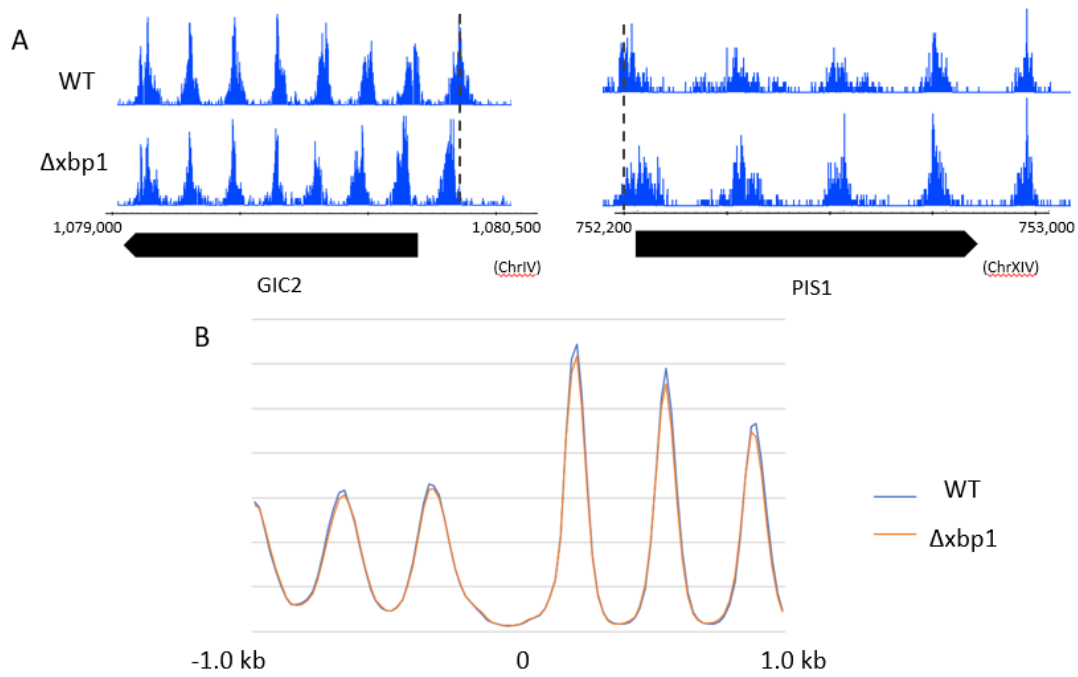 A
WT
Δxbp1
1,079,000
1,080,500
(ChrIV)
GIC2
752,200
753,000
(ChrXIV)
PIS1
B
WT
Δxbp1
-1.0 kb
0
1.0 kb